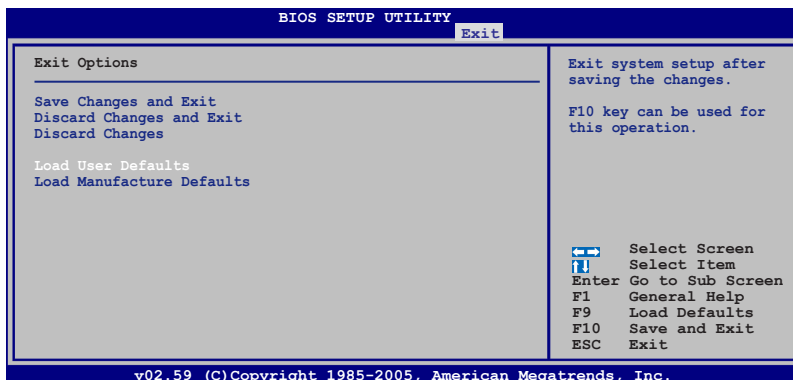 BIOS SETUP UTILITY
Exit
Exit Options
Save Changes and Exit
Discard Changes and Exit
Discard Changes
Load User Defaults
Load Manufacture Defaults
Exit system setup after
saving the changes.
F10 key can be used for
this operation.
←→ Select Screen
↑↓ Select Item
Enter Go to Sub Screen
F1 General Help
F9 Load Defaults
F10 Save and Exit
ESC Exit
v02.59 (C)Copyright 1985-2005, American Megatrends, Inc.